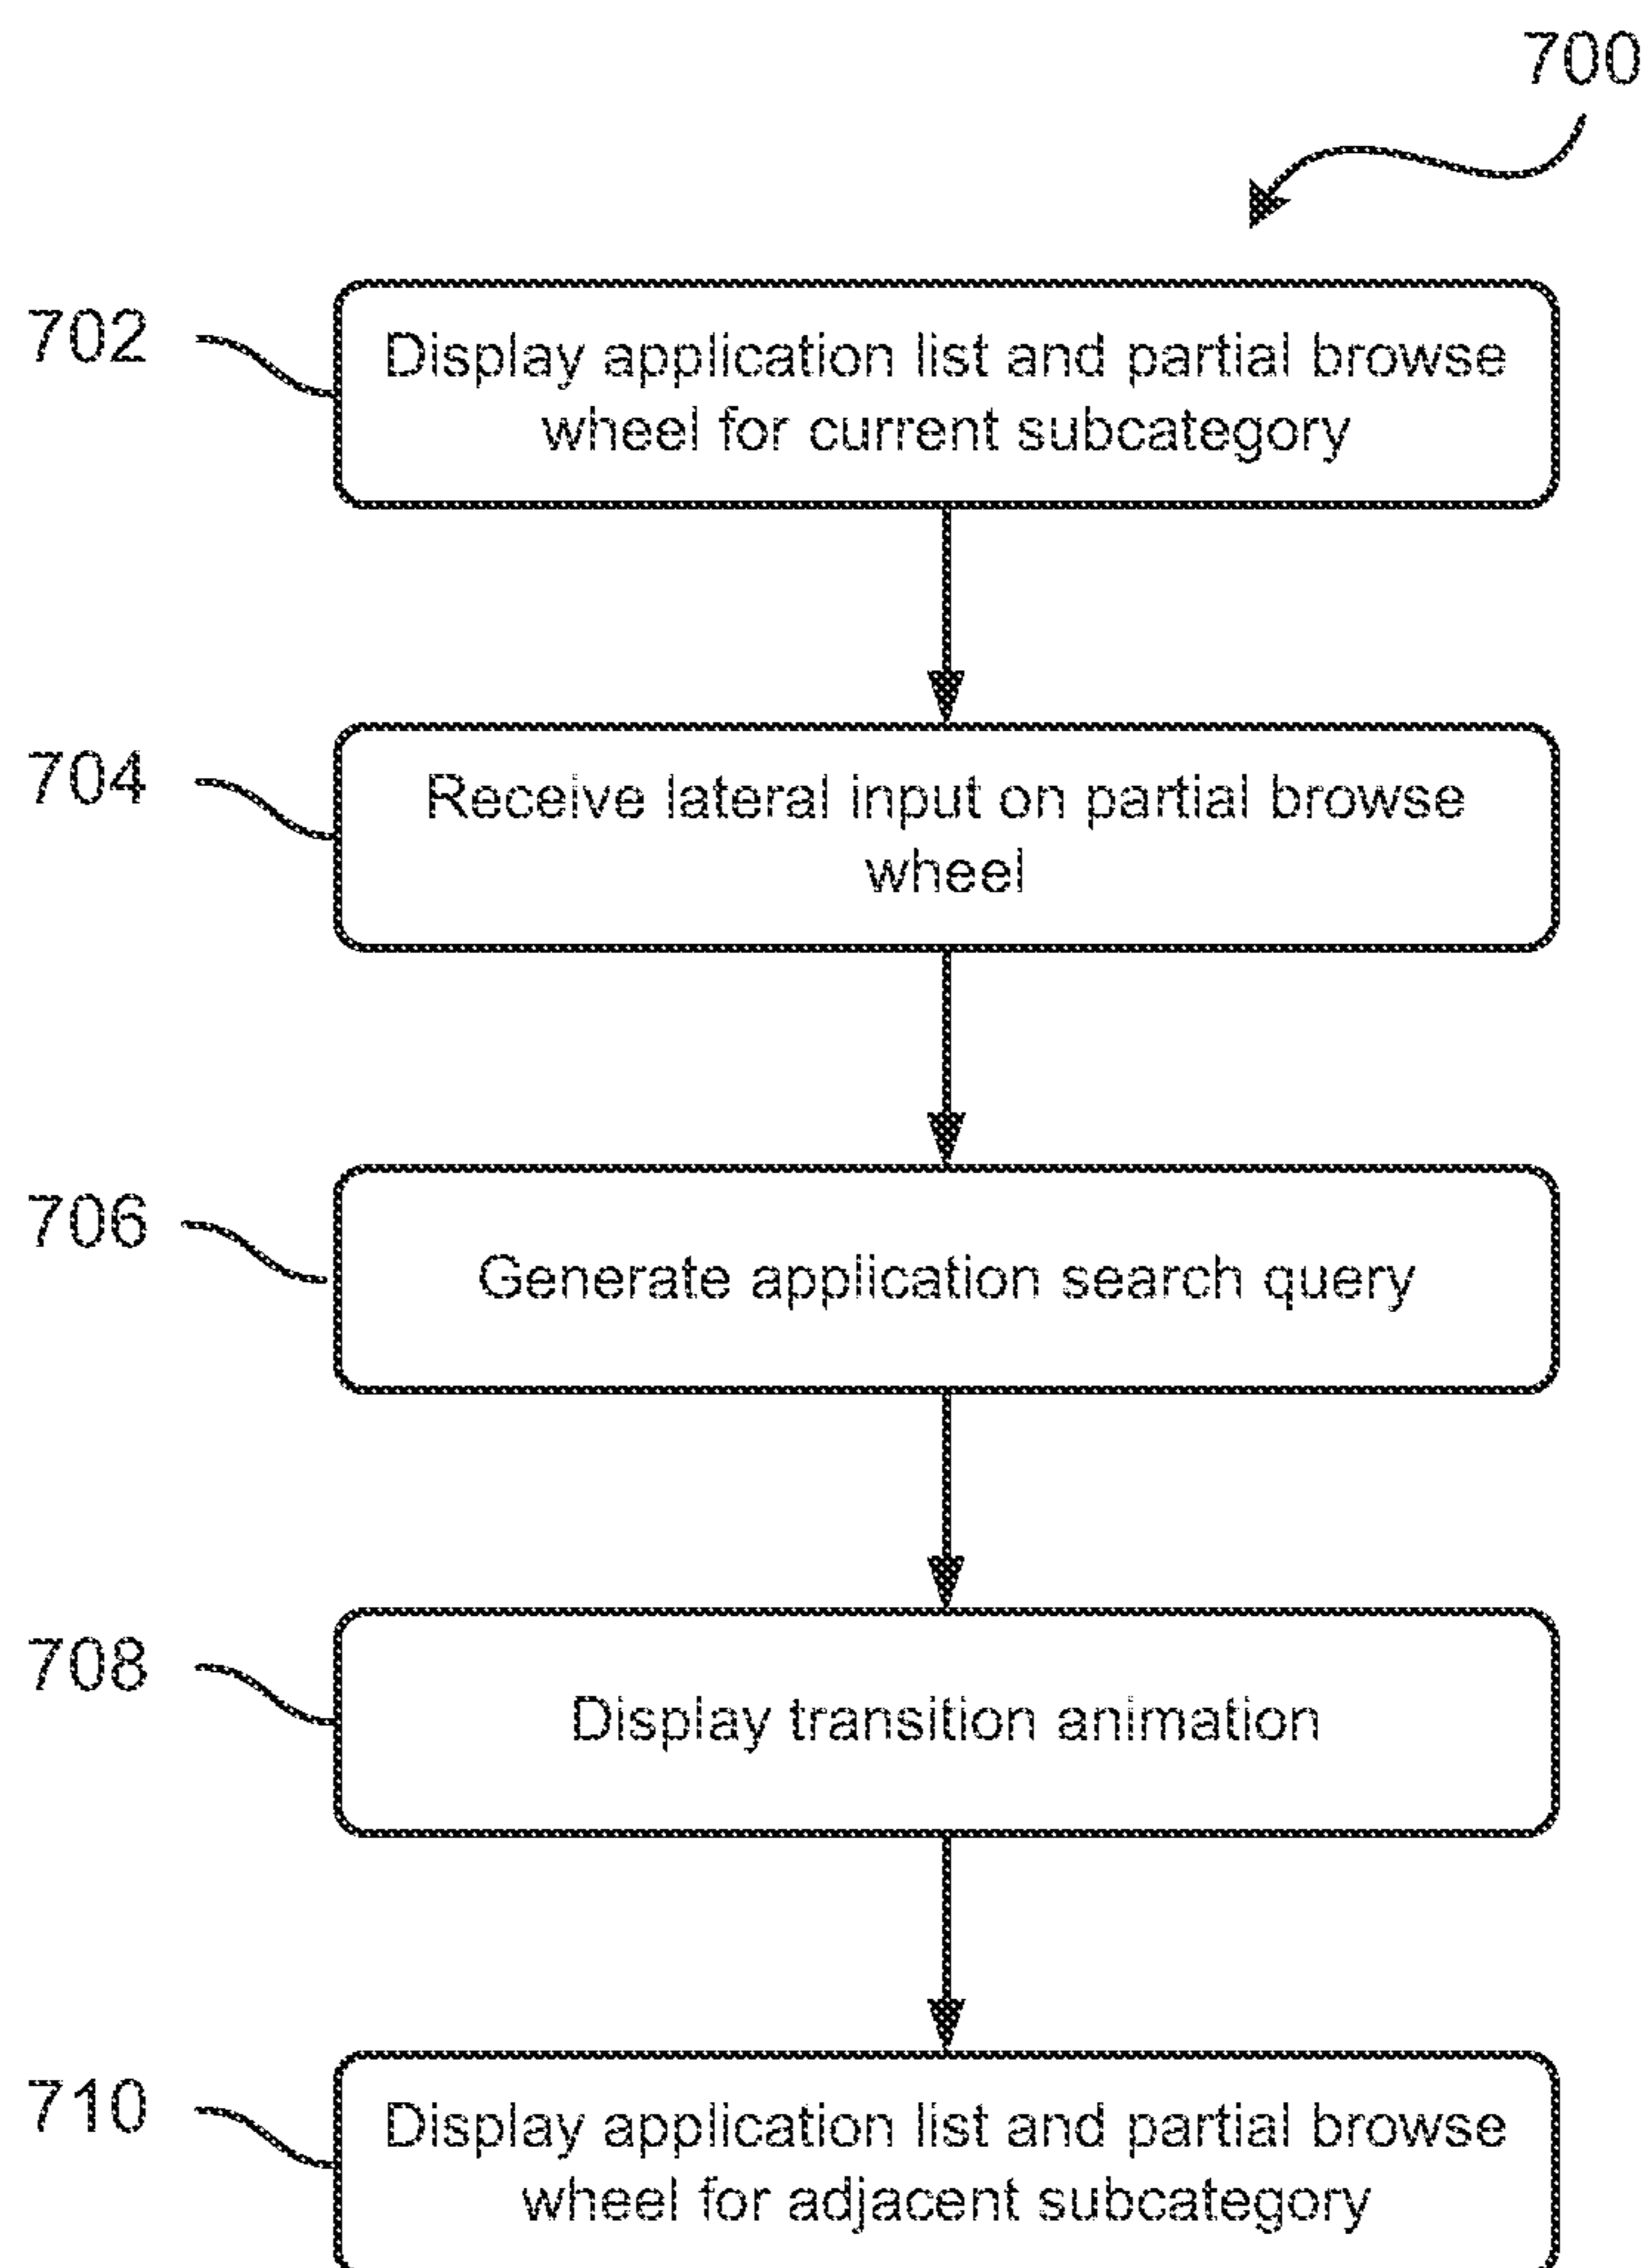 700
702
Display application list and partial browse
wheel for current subcategory
704
Receive lateral input on partial browse
wheel
706
Generate application search query
708
Display transition animation
710
Display application list and partial browse
wheel for adjacent subcategory